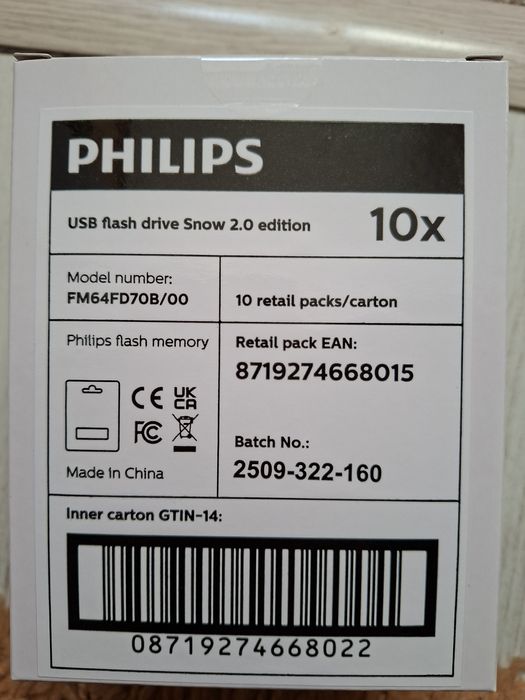 PHILIPS
USB flash drive Snow 2.0 edition
10x
Model number:
FM64FD70B/00
10 retail packs/carton
Philips flash memory
Retail pack EAN:
8719274668015
CE UK
CA
FC
Batch No.:
2509-322-160
Made in China
Inner carton GTIN-14:
08719274668022